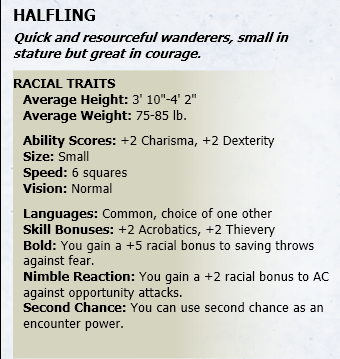 HALFLING
Quick and resourceful wanderers, small in
stature but great in courage.
RACIAL TRAITS
Average Height: 3' 10"-4' 2"
Average Weight: 75-85 lb.
Ability Scores: +2 Charisma, +2 Dexterity
Size: Small
Speed: 6 squares
Vision: Normal
Languages: Common, choice of one other
Skill Bonuses: +2 Acrobatics, +2 Thievery
Bold: You gain a +5 racial bonus to saving throws
against fear.
Nimble Reaction: You gain a +2 racial bonus to AC
against opportunity attacks.
Second Chance: You can use second chance as an
encounter power.